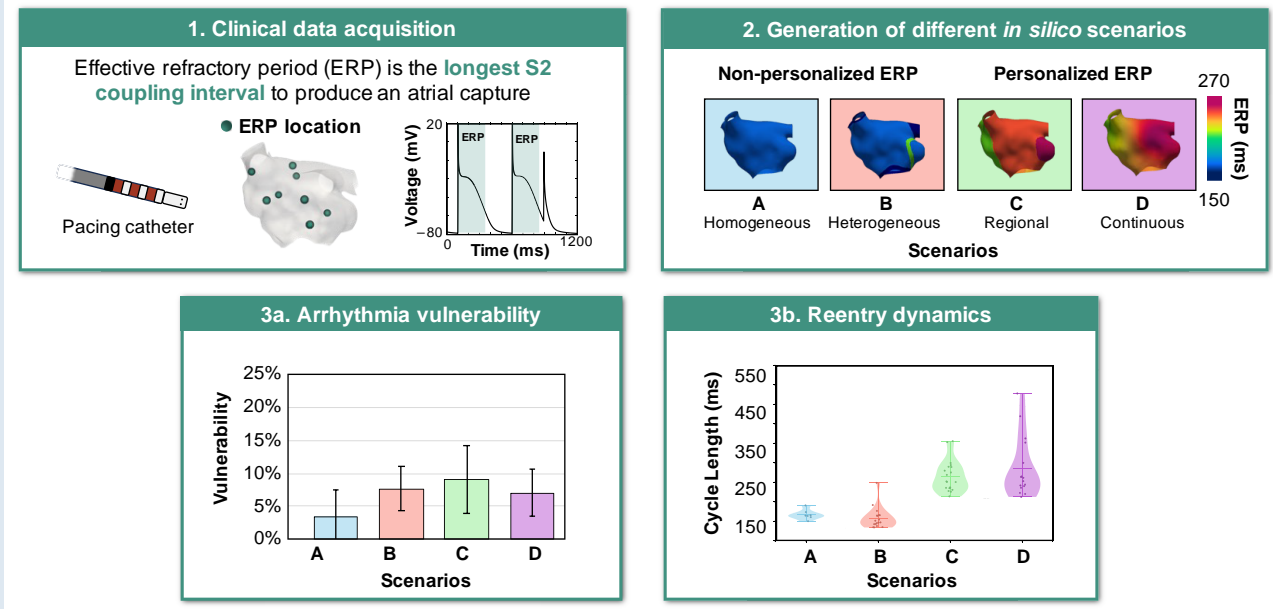 1. Clinical data acquisition
Effective refractory period (ERP) is the longest S2
coupling interval to produce an atrial capture
ERP location
Pacing catheter
Voltage (mV)
20
−80
ERP
ERP
0
1200
Time (ms)
2. Generation of different in silico scenarios
Non-personalized ERP
Personalized ERP
270
ERP (ms)
150
A
B
C
D
Homogeneous
Heterogeneous
Regional
Continuous
Scenarios
3a. Arrhythmia vulnerability
Vulnerability
25%
20%
15%
10%
5%
0%
A
B
C
D
Scenarios
3b. Reentry dynamics
Cycle Length (ms)
550
450
350
250
150
A
B
C
D
Scenarios